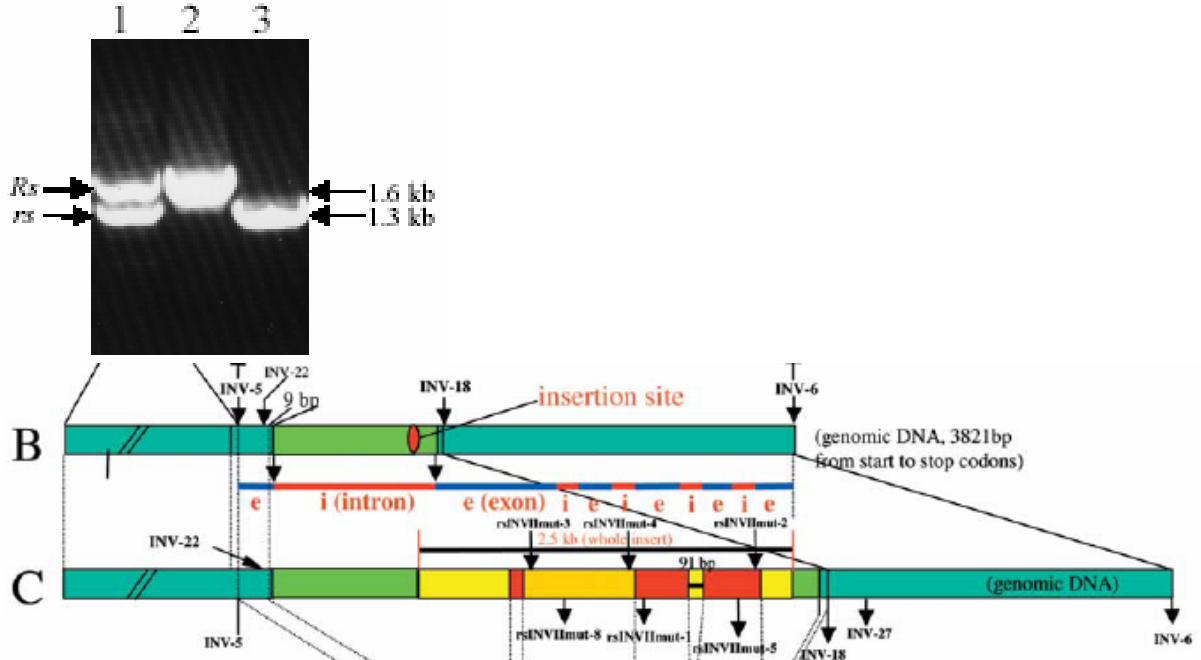 1 2 3
Rs
1.6 kb
rs
1.3 kb
INV-5
INV-22
9 bp
INV-18
insertion site
INV-6
B
(genomic DNA, 3821bp
from start to stop codons)
e i (intron) e (exon) i e i e i e i e
rsINVIImut-3 rsINVIImut-4 rsINVIImut-2
2.5 kb (whole insert)
INV-22
91 bp
C
(genomic DNA)
INV-5
rsINVIImut-8
rsINVIImut-1
rsINVIImut-5
INV-18
INV-27
INV-6